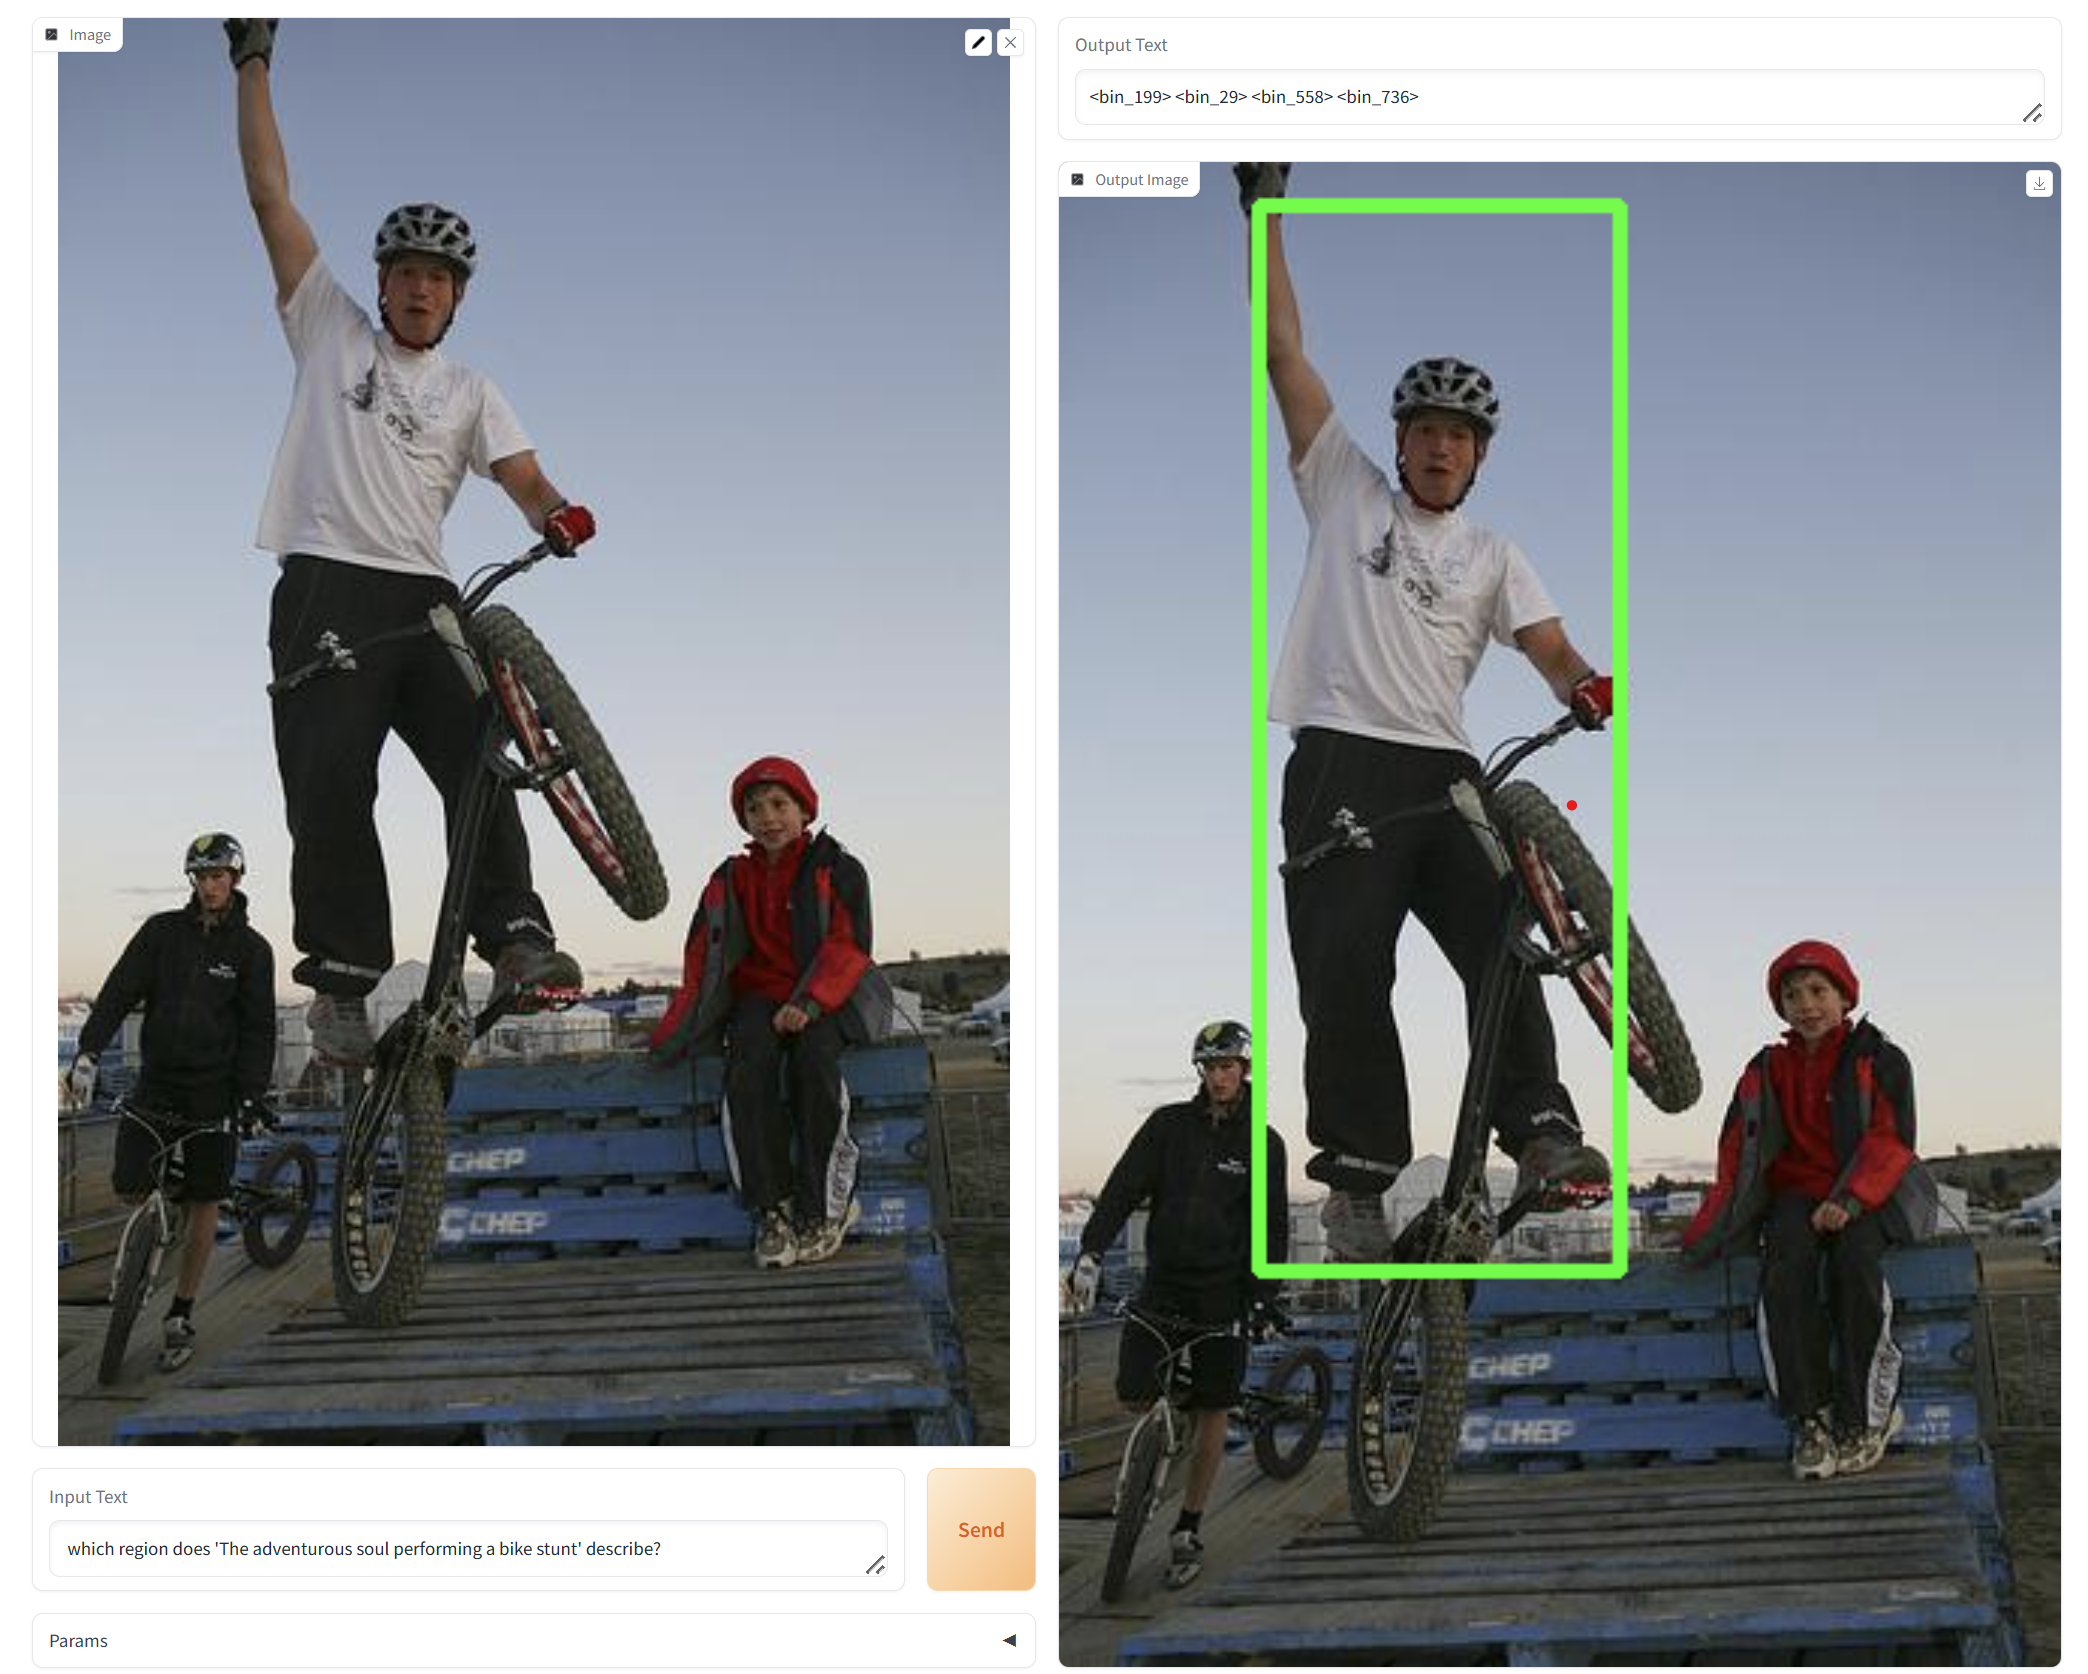 Image
Output Text
<bin_199> <bin_29> <bin_558> <bin_736>
Output Image
CHEP
CHEP
CHEP
CHEP
Input Text
which region does 'The adventurous soul performing a bike stunt' describe?
Send
Params